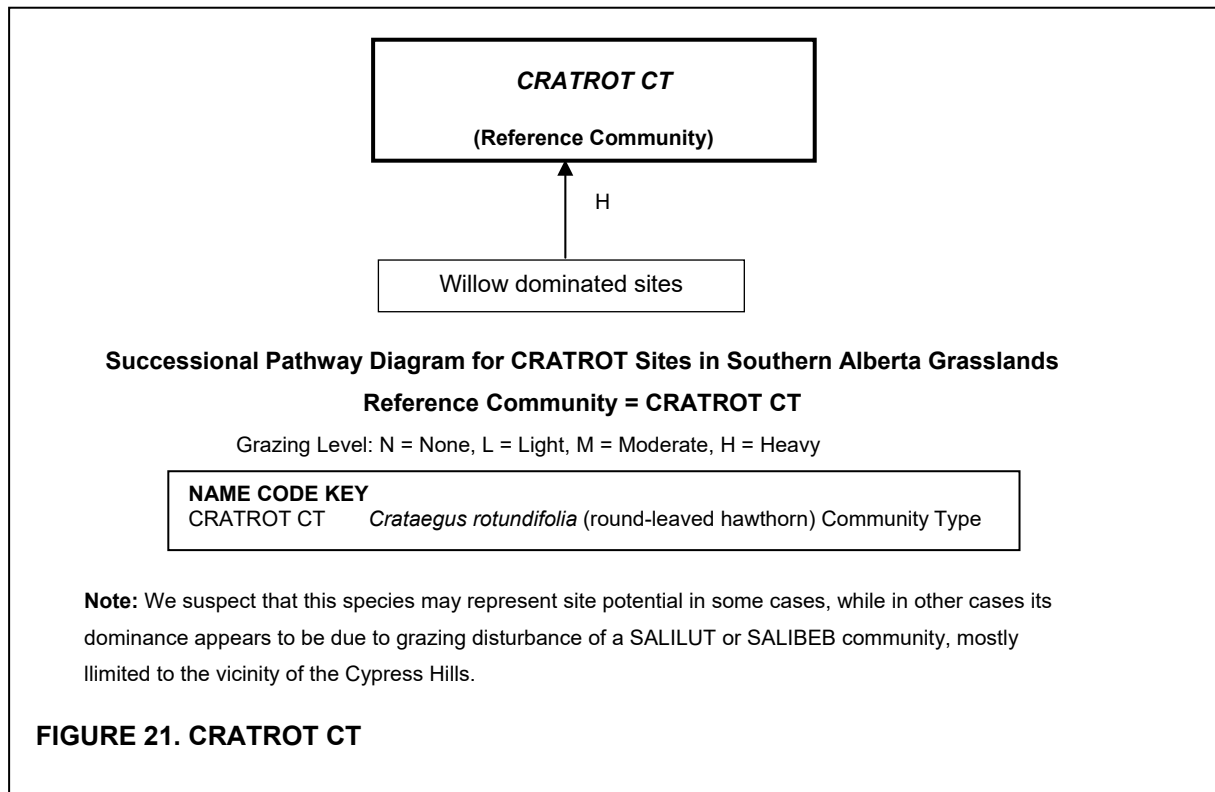 CRATROT CT
(Reference Community)
H
Willow dominated sites
Successional Pathway Diagram for CRATROT Sites in Southern Alberta Grasslands
Reference Community = CRATROT CT
Grazing Level: N = None, L = Light, M = Moderate, H = Heavy
NAME CODE KEY
CRATROT CT Crataegus rotundifolia (round-leaved hawthorn) Community Type
Note: We suspect that this species may represent site potential in some cases, while in other cases its
dominance appears to be due to grazing disturbance of a SALILUT or SALIBEB community, mostly
llimited to the vicinity of the Cypress Hills.
FIGURE 21. CRATROT CT